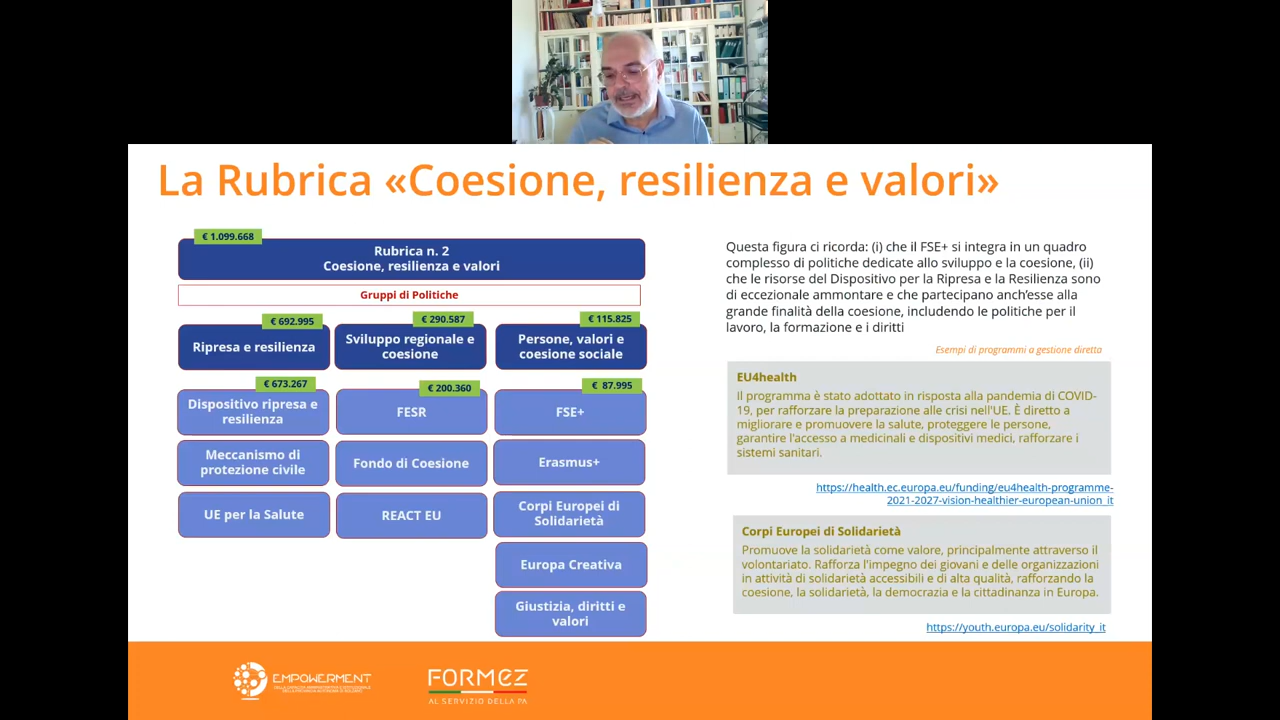 La Rubrica «Coesione, resilienza e valori»
€ 1.099.668
Rubrica n. 2
Coesione, resilienza e valori
Gruppi di Politiche
€ 692.995
Ripresa e resilienza
€ 290.587
Sviluppo regionale e
coesione
€ 115.825
Persone, valori e
coesione sociale
€ 673.267
Dispositivo ripresa e
resilienza
Meccanismo di
protezione civile
UE per la Salute
€ 200.360
FESR
Fondo di Coesione
REACT EU
€ 87.995
FSE+
Erasmus+
Corpi Europei di
Solidarietà
Europa Creativa
Giustizia, diritti e
valori
Questa figura ci ricorda: (i) che il FSE+ si integra in un quadro
complesso di politiche dedicate allo sviluppo e la coesione, (ii)
che le risorse del Dispositivo per la Ripresa e la Resilienza sono
di eccezionale ammontare e che partecipano anch'esse alla
grande finalità della coesione, includendo le politiche per il
lavoro, la formazione e i diritti
Esempi di programmi a gestione diretta
EU4health
Il programma è stato adottato in risposta alla pandemia di COVID-
19, per rafforzare la preparazione alle crisi nell'UE. È diretto a
migliorare e promuovere la salute, proteggere le persone,
garantire l'accesso a medicinali e dispositivi medici, rafforzare i
sistemi sanitari.
https://health.ec.europa.eu/funding/eu4health-programme-
2021-2027-vision-healthier-european-union_it
Corpi Europei di Solidarietà
Promuove la solidarietà come valore, principalmente attraverso il
volontariato. Rafforza l'impegno dei giovani e delle organizzazioni
in attività di solidarietà accessibili e di alta qualità, rafforzando la
coesione, la solidarietà, la democrazia e la cittadinanza in Europa.
https://youth.europa.eu/solidarity_it
EMPOWERMENT
FORMEZ
AL SERVIZIO DELLA PA